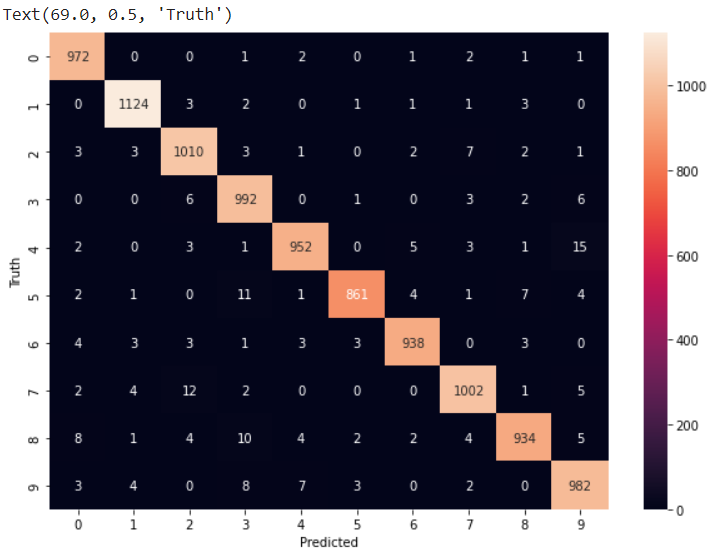 Text(69.0, 0.5, 'Truth')
0 972 0 0 1 2 0 1 2 1 1
1 0 1124 3 2 0 1 1 1 3 0
2 3 3 1010 3 1 0 2 7 2 1
3 0 0 6 992 0 1 0 3 2 6
4 2 0 3 1 952 0 5 3 1 15
5 2 1 0 11 1 861 4 1 7 4
6 4 3 3 1 3 3 938 0 3 0
7 2 4 12 2 0 0 0 1002 1 5
8 8 1 4 10 4 2 2 4 934 5
9 3 4 0 8 7 3 0 2 0 982
0 1 2 3 4 5 6 7 8 9
Predicted
Truth
1000
800
600
400
200
0